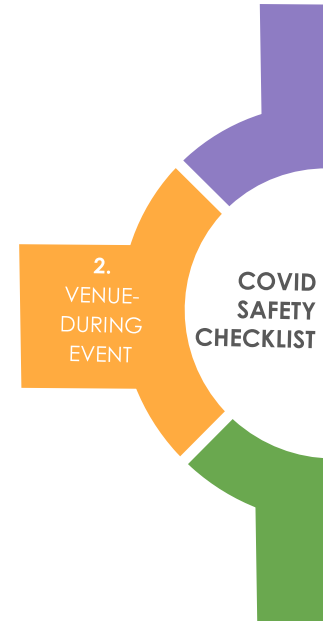 2.
VENUE-
DURING
EVENT
COVID
SAFETY
CHECKLIST